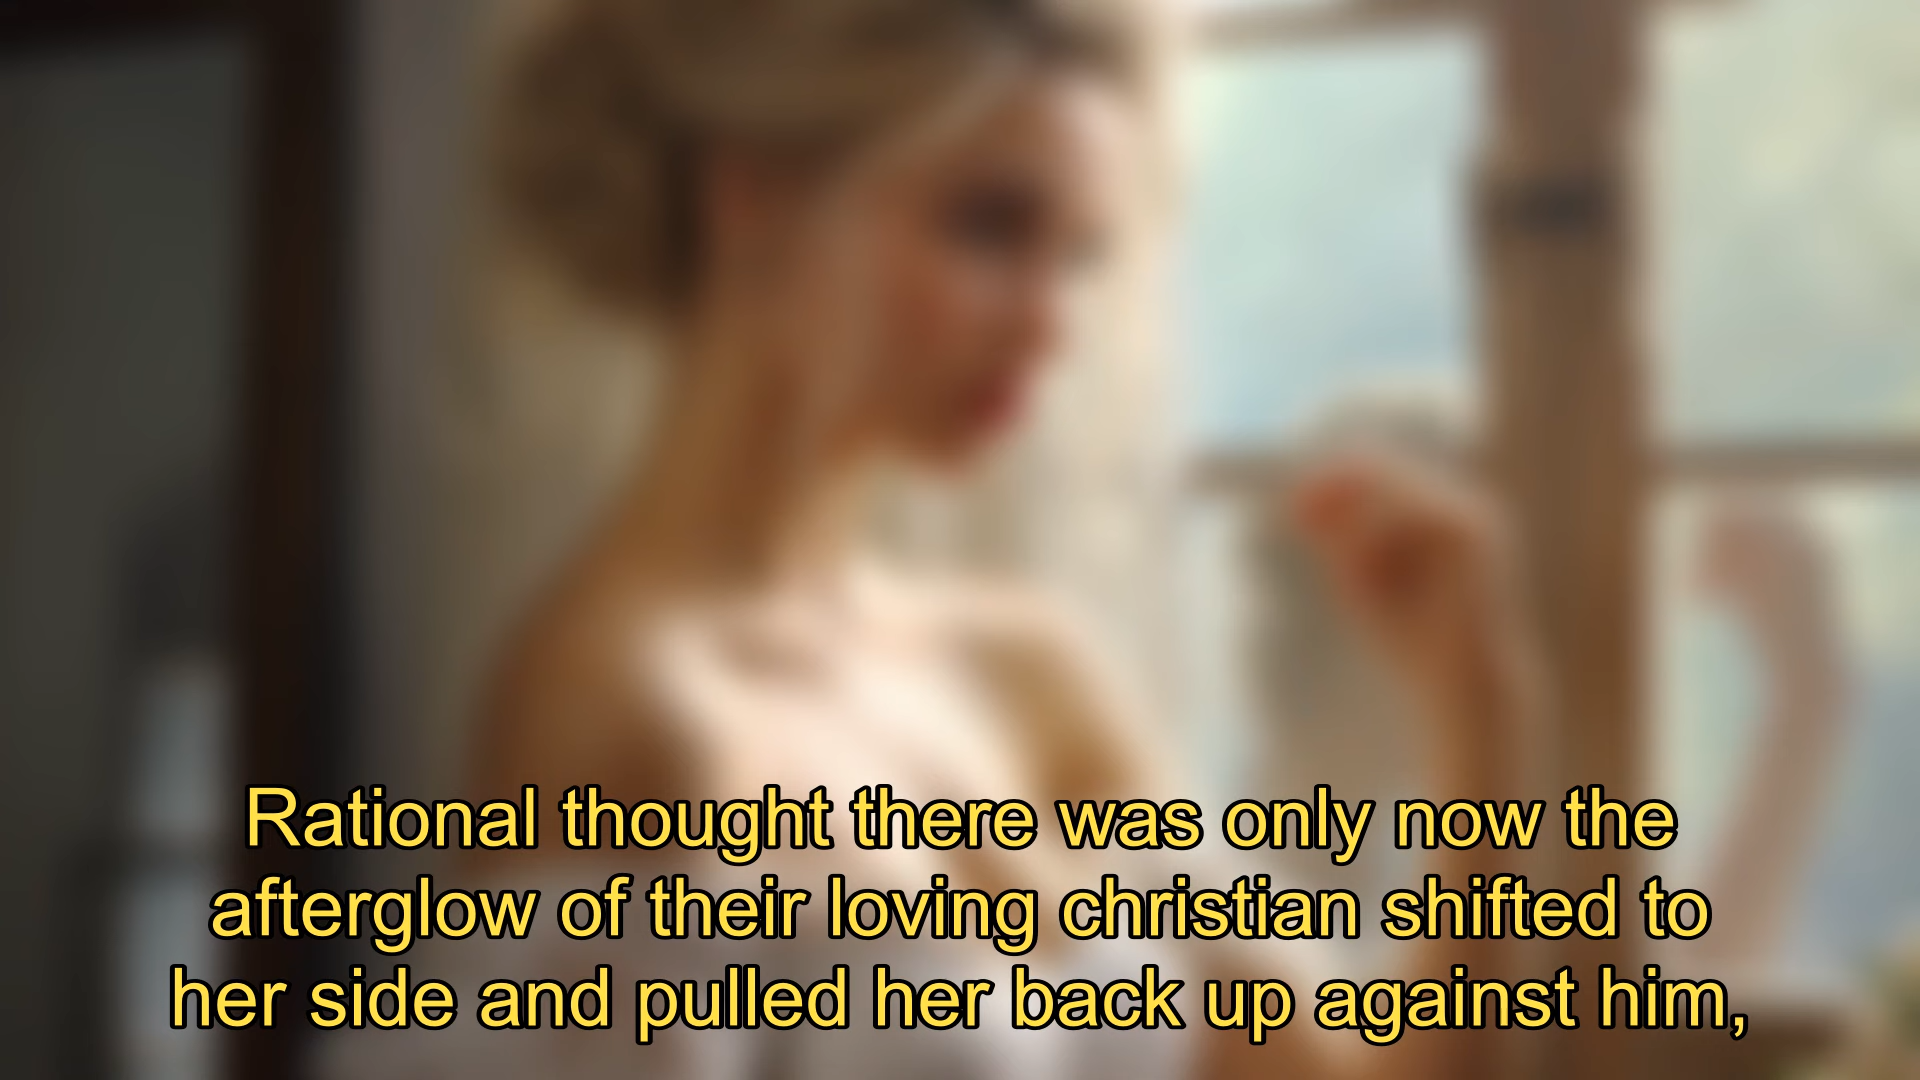 Rational thought there was only now the
afterglow of their loving christian shifted to
her side and pulled her back up against him,